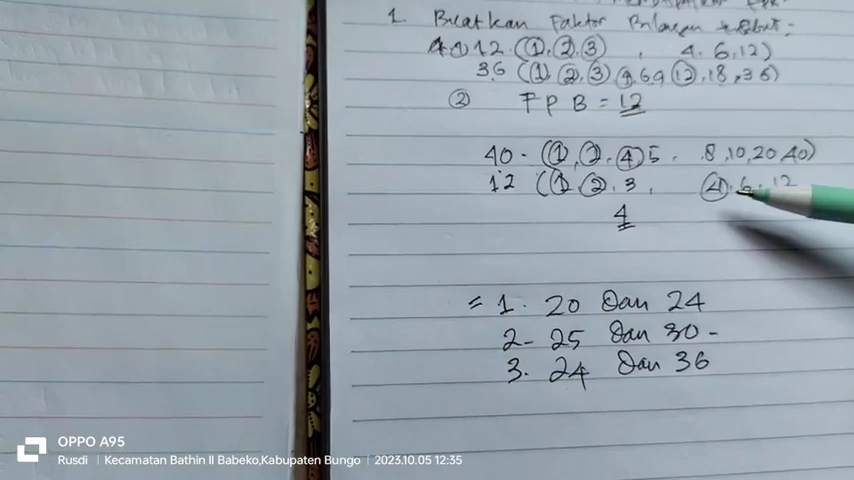 1. Buatkan Faktor Bilangan
12. (1, 2, 3, 4, 6, 12)
36 (1, 2, 3, 4, 6, 9, 12, 18, 36)
2 FPB = 12
40 - (1, 2, 4, 5, 8, 10, 20, 40)
12 (1, 2, 3, 4, 6, 12
4
= 1. 20 Dan 24
2- 25 Dan 30 -
3. 24 Dan 36
OPPO A95
Rusdi | Kecamatan Bathin II Babeko,Kabupaten Bungo | 2023.10.05 12:35